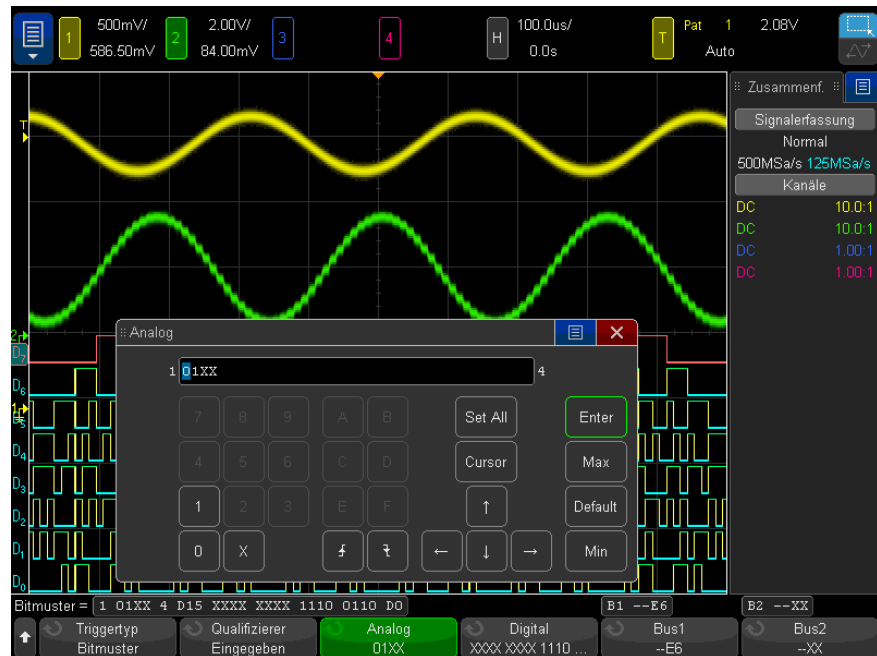 500mV/ 2.00V/ 100.0us/ Pat 1 2.08V
1 2 3 4 H T
586.50mV 84.00mV 0.0s Auto
Zusammenf.
Signalerfassung
Normal
500MSa/s 125MSa/s
Kanäle
DC 10.0:1
DC 10.0:1
DC 1.00:1
DC 1.00:1
T
2
D7
D6
D4
D3
D2
D1
D0
Analog
1 01XX 4
7 8 9 A B Set All Enter
4 5 6 C D Cursor Max
1 2 3 E F ↑ Default
0 X ← ↓ → Min
Bitmuster = 1 01XX 4 D15 XXXX XXXX 1110 0110 D0 B1 --E6 B2 --XX
Triggertyp Qualifizierer Analog Digital Bus1 Bus2
Bitmuster Eingegeben 01XX XXXX XXXX 1110 ... --E6 --XX